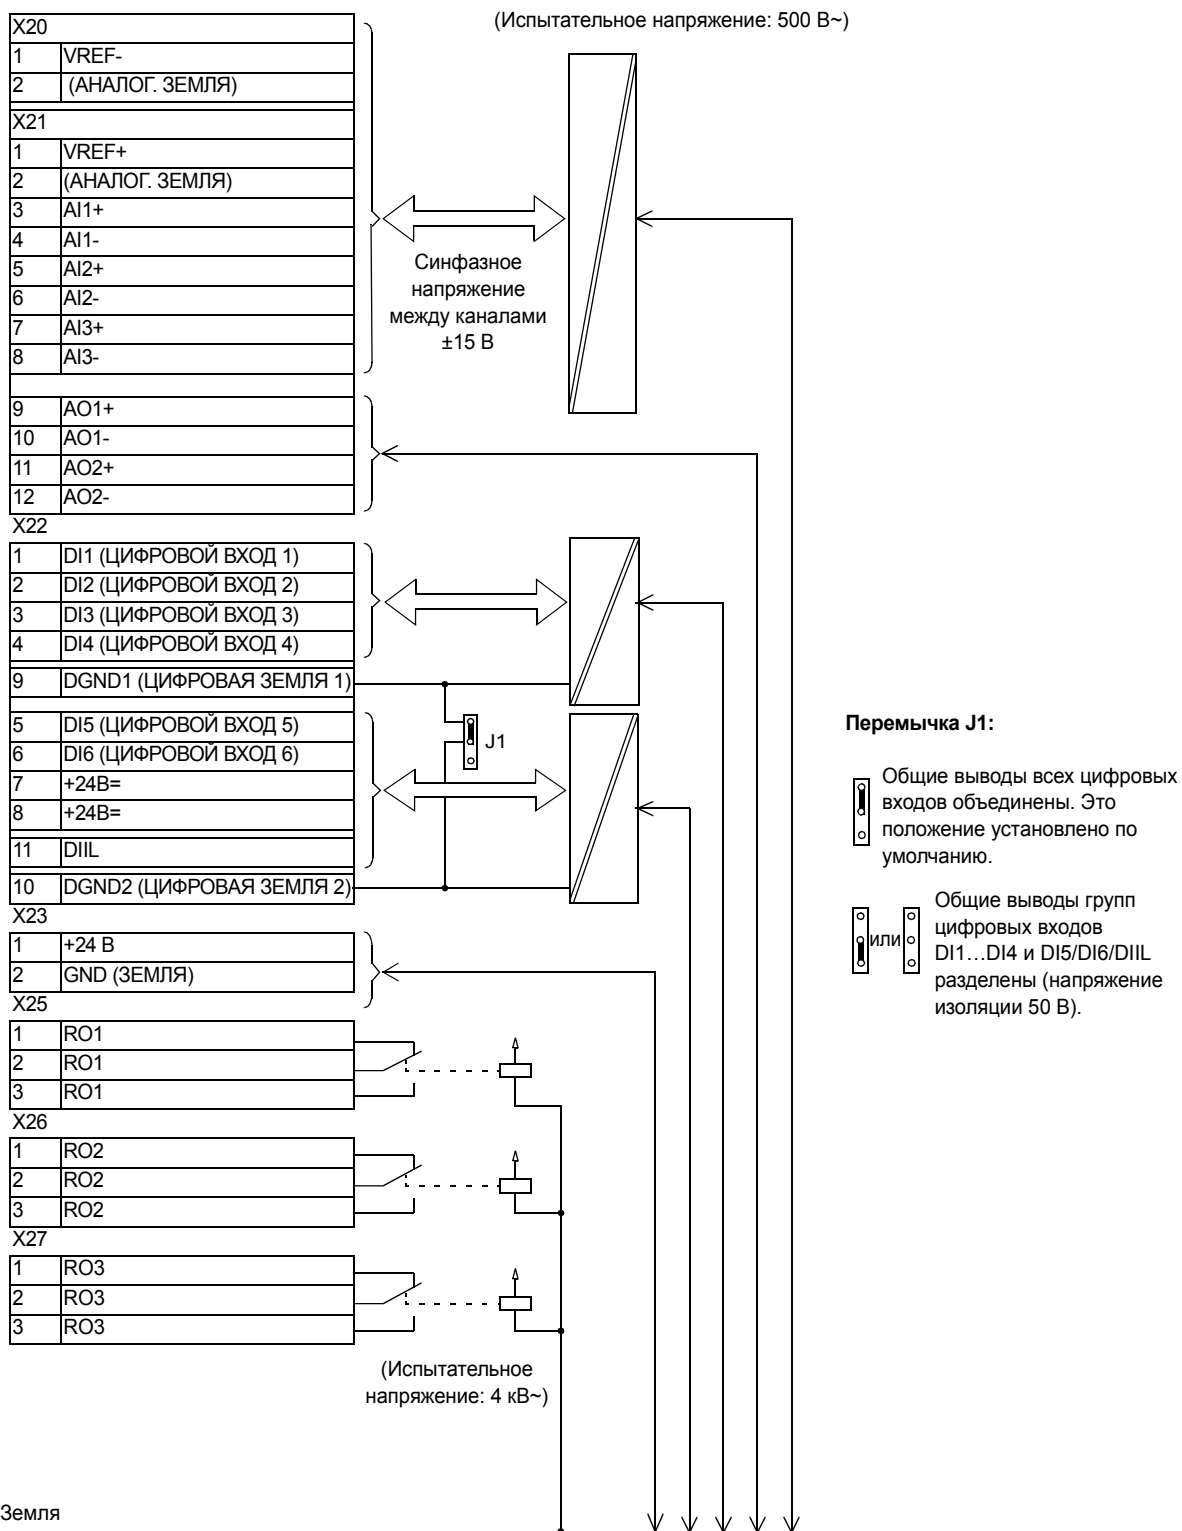 (Испытательное напряжение: 500 В~)
X20
1 VREF-
2 (АНАЛОГ. ЗЕМЛЯ)
X21
1 VREF+
2 (АНАЛОГ. ЗЕМЛЯ)
3 AI1+
4 AI1-
5 AI2+
6 AI2-
7 AI3+
8 AI3-
Синфазное
напряжение
между каналами
±15 В
9 AO1+
10 AO1-
11 AO2+
12 AO2-
X22
1 DI1 (ЦИФРОВОЙ ВХОД 1)
2 DI2 (ЦИФРОВОЙ ВХОД 2)
3 DI3 (ЦИФРОВОЙ ВХОД 3)
4 DI4 (ЦИФРОВОЙ ВХОД 4)
9 DGND1 (ЦИФРОВАЯ ЗЕМЛЯ 1)
5 DI5 (ЦИФРОВОЙ ВХОД 5)
6 DI6 (ЦИФРОВОЙ ВХОД 6)
7 +24В=
8 +24В=
11 DIIL
10 DGND2 (ЦИФРОВАЯ ЗЕМЛЯ 2)
J1
Перемычка J1:
Общие выводы всех цифровых
входов объединены. Это
положение установлено по
умолчанию.
или
Общие выводы групп
цифровых входов
DI1…DI4 и DI5/DI6/DIIL
разделены (напряжение
изоляции 50 В).
X23
1 +24 В
2 GND (ЗЕМЛЯ)
X25
1 RO1
2 RO1
3 RO1
X26
1 RO2
2 RO2
3 RO2
X27
1 RO3
2 RO3
3 RO3
(Испытательное
напряжение: 4 кВ~)
Земля